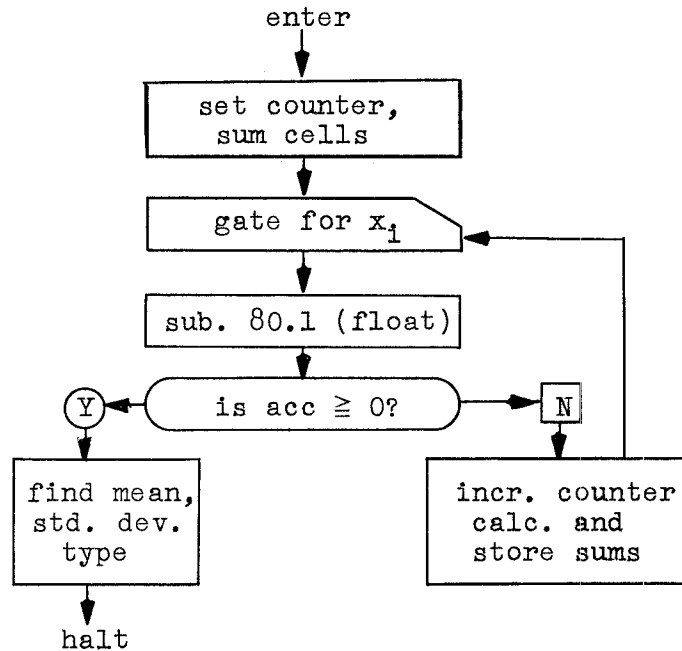 enter
set counter,
sum cells
gate for xᵢ
sub. 80.1 (float)
Y
is acc ≧ 0?
N
find mean,
std. dev.
type
incr. counter
calc. and
store sums
halt